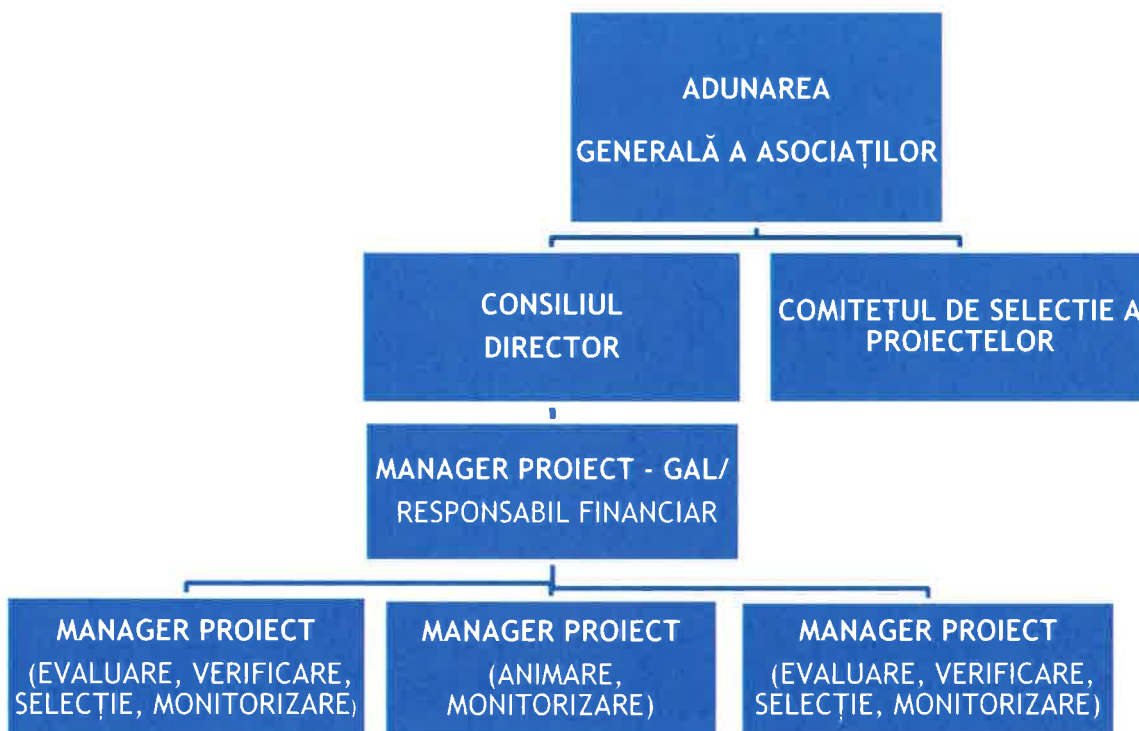 ADUNAREA
GENERALĂ A ASOCIAȚILOR
CONSILIUL
DIRECTOR
COMITETUL DE SELECTIE A
PROIECTELOR
MANAGER PROIECT - GAL/
RESPONSABIL FINANCIAR
MANAGER PROIECT
(EVALUARE, VERIFICARE,
SELECȚIE, MONITORIZARE)
MANAGER PROIECT
(ANIMARE,
MONITORIZARE)
MANAGER PROIECT
(EVALUARE, VERIFICARE,
SELECȚIE, MONITORIZARE)